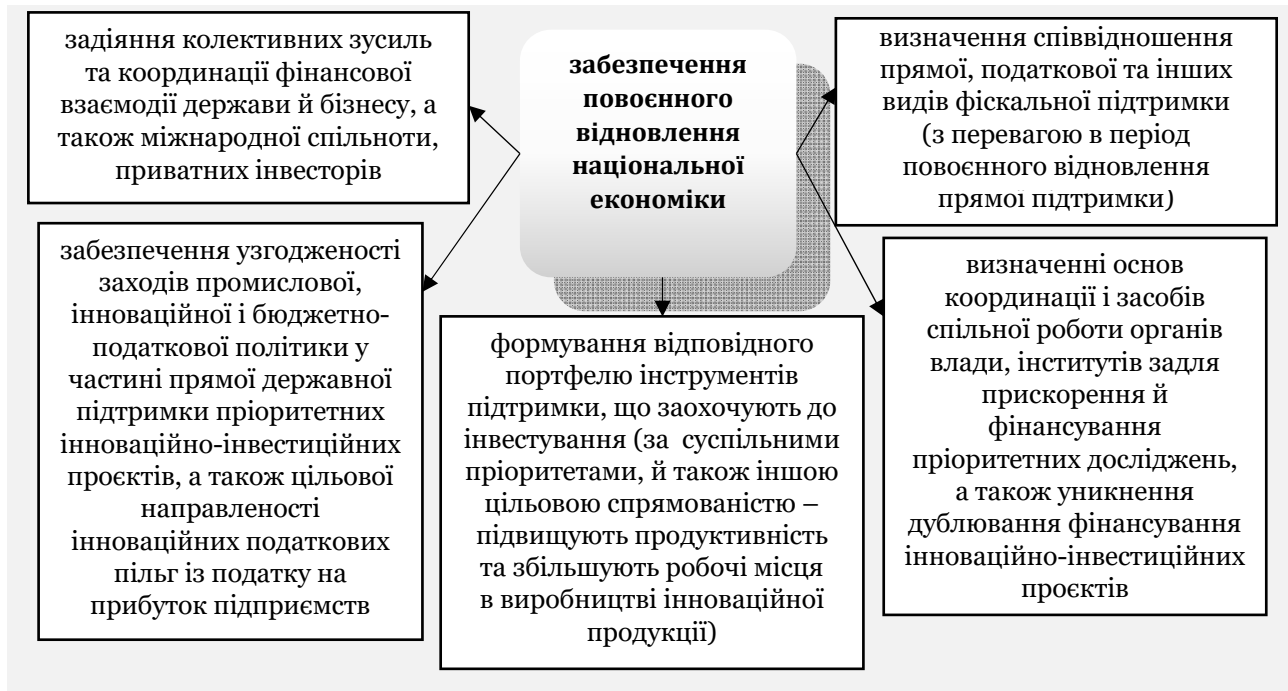 задіяння колективних зусиль
та координації фінансової
взаємодії держави й бізнесу, а
також міжнародної спільноти,
приватних інвесторів
забезпечення
повоєнного
відновлення
національної
економіки
визначення співвідношення
прямої, податкової та інших
видів фіскальної підтримки
(з перевагою в період
повоєнного відновлення
прямої підтримки)
забезпечення узгодженості
заходів промислової,
інноваційної і бюджетно-
податкової політики у
частині прямої державної
підтримки пріоритетних
інноваційно-інвестиційних
проєктів, а також цільової
направленості
інноваційних податкових
пільг із податку на
прибуток підприємств
формування відповідного
портфелю інструментів
підтримки, що заохочують до
інвестування (за суспільними
пріоритетами, й також іншою
цільовою спрямованістю –
підвищують продуктивність
та збільшують робочі місця
в виробництві інноваційної
продукції)
визначенні основ
координації і засобів
спільної роботи органів
влади, інститутів задля
прискорення й
фінансування
пріоритетних досліджень,
а також уникнення
дублювання фінансування
інноваційно-інвестиційних
проєктів